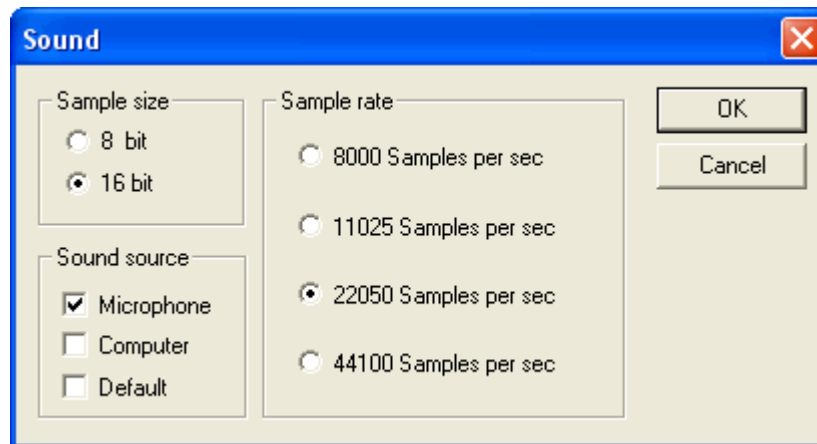 Sound
Sample size
8 bit
16 bit
Sound source
Microphone
Computer
Default
Sample rate
8000 Samples per sec
11025 Samples per sec
22050 Samples per sec
44100 Samples per sec
OK
Cancel